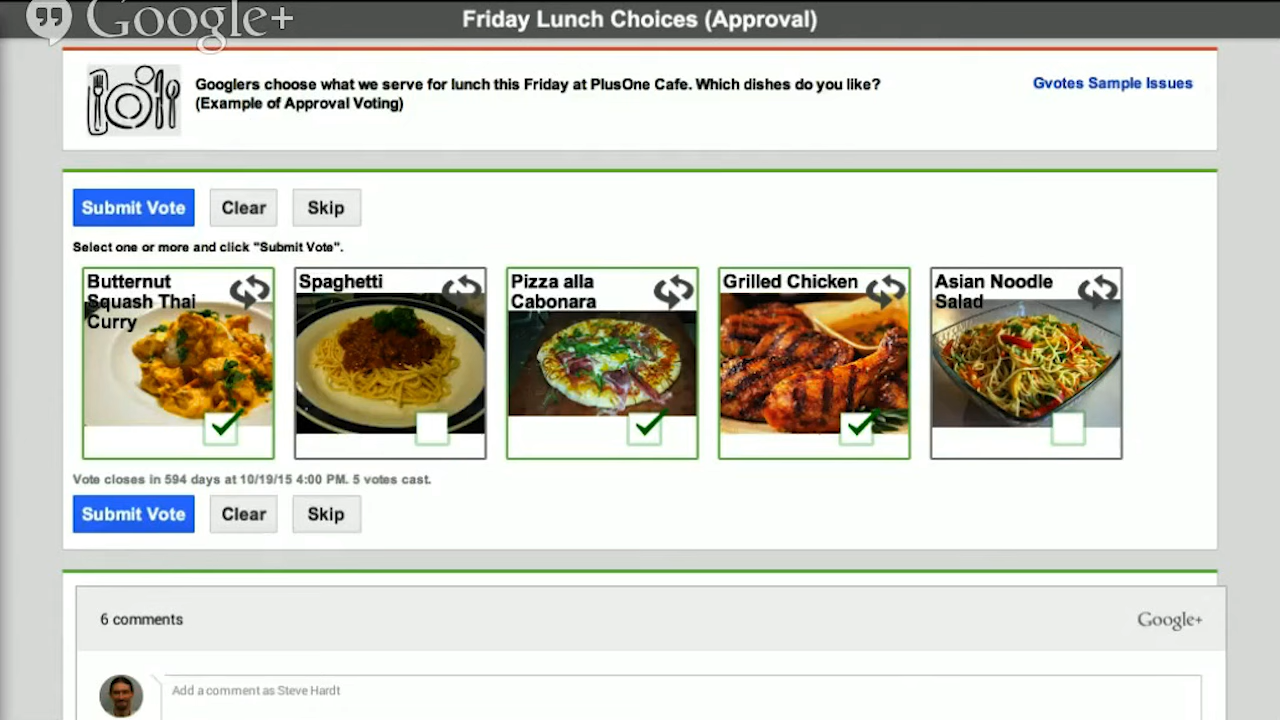 Google+
Friday Lunch Choices (Approval)
Googlers choose what we serve for lunch this Friday at PlusOne Cafe. Which dishes do you like?
(Example of Approval Voting)
Gvotes Sample Issues
Submit Vote
Clear
Skip
Select one or more and click "Submit Vote".
Butternut
Squash Thai
Curry
Spaghetti
Pizza alla
Cabonara
Grilled Chicken
Asian Noodle
Salad
Vote closes in 594 days at 10/19/15 4:00 PM. 5 votes cast.
Submit Vote
Clear
Skip
6 comments
Google+
Add a comment as Steve Hardt